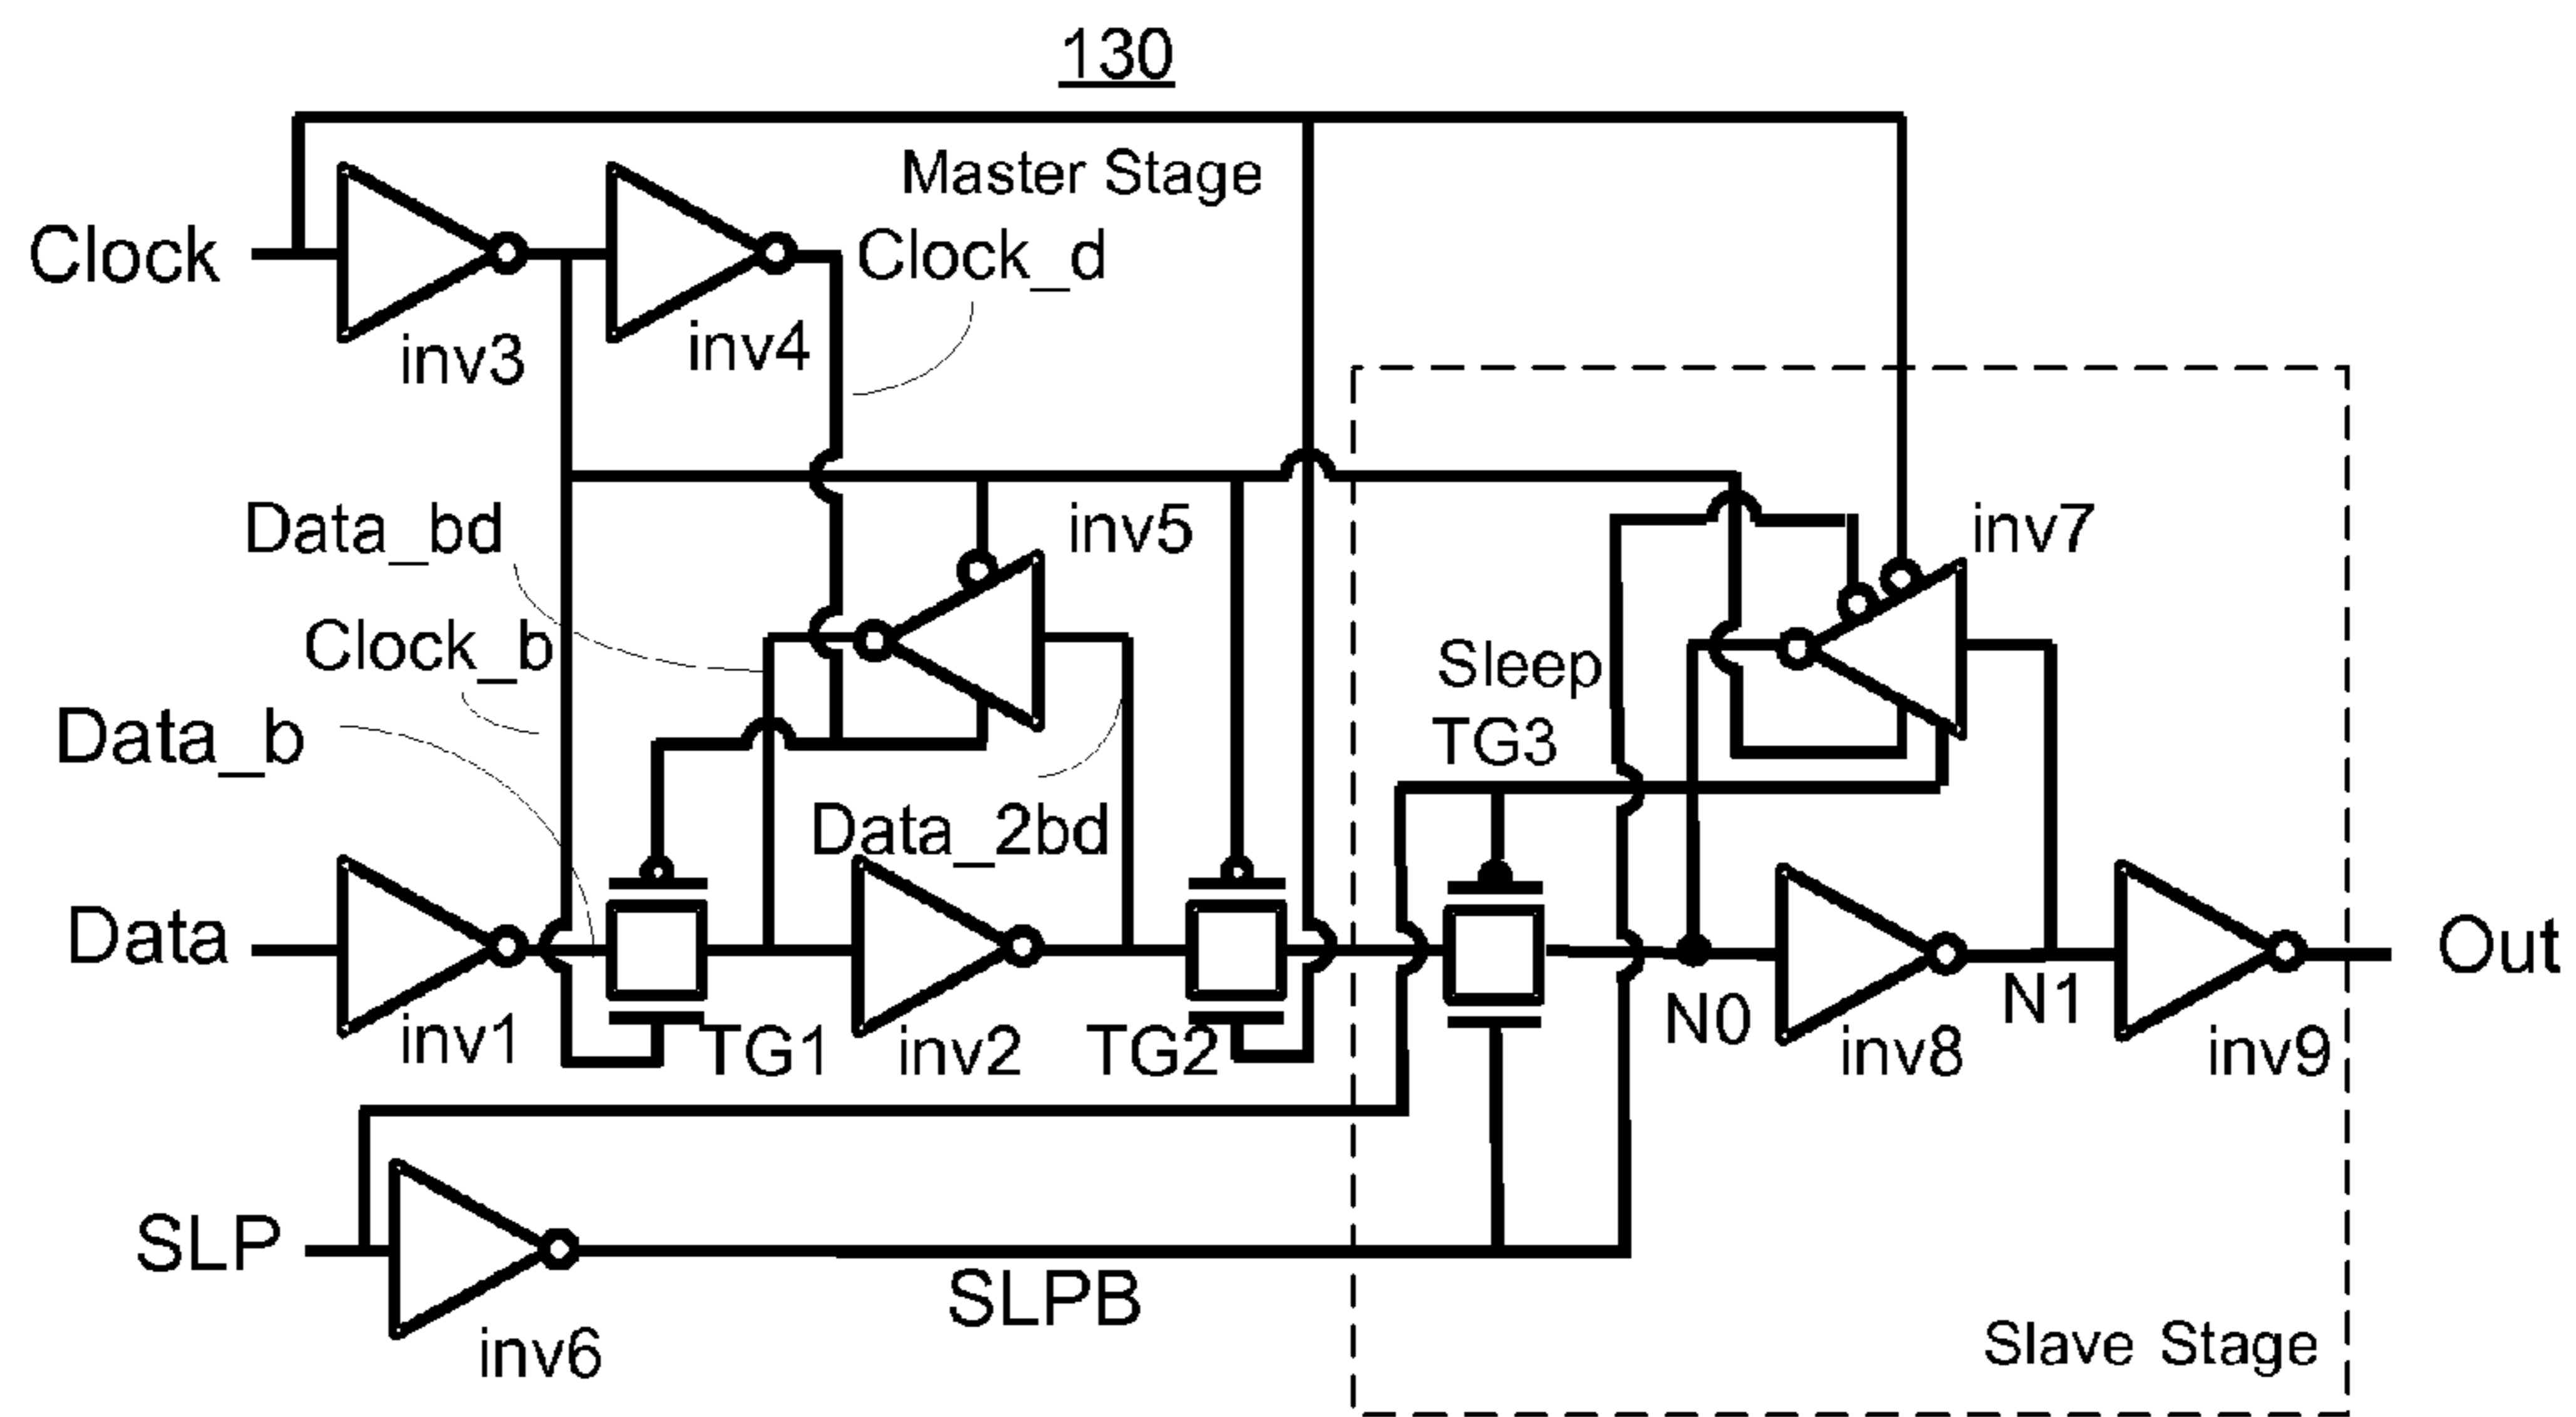 130
Master Stage
Clock
Clock_d
inv3
inv4
Data_bd
inv5
inv7
Clock_b
Sleep
TG3
Data_b
Data_2bd
Data
Out
inv1
TG1
inv2
TG2
N0
inv8
N1
inv9
SLP
SLPB
inv6
Slave Stage